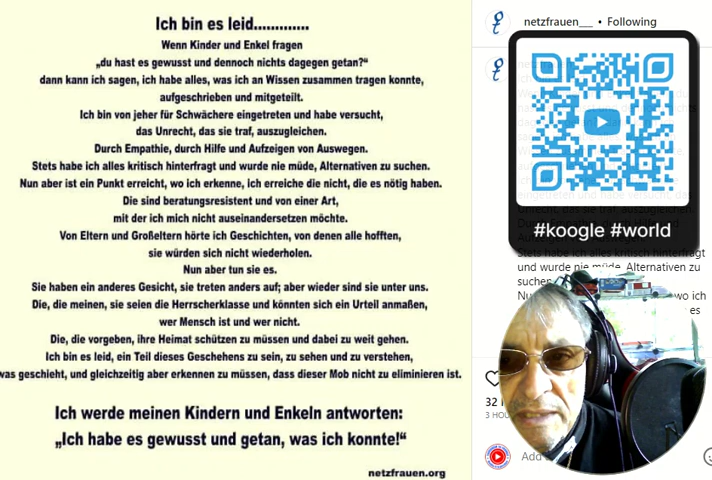 Ich bin es leid.............
Wenn Kinder und Enkel fragen
„du hast es gewusst und dennoch nichts dagegen getan?“
dann kann ich sagen, ich habe alles, was ich an Wissen zusammen tragen konnte,
aufgeschrieben und mitgeteilt.
Ich bin von jeher für Schwächere eingetreten und habe versucht,
das Unrecht, das sie traf, auszugleichen.
Durch Empathie, durch Hilfe und Aufzeigen von Auswegen.
Stets habe ich alles kritisch hinterfragt und wurde nie müde, Alternativen zu suchen.
Nun aber ist ein Punkt erreicht, wo ich erkenne, ich erreiche die nicht, die es nötig haben.
Die sind beratungsresistent und von einer Art,
mit der ich mich nicht auseinandersetzen möchte.
Von Eltern und Großeltern hörte ich Geschichten, von denen alle hofften,
sie würden sich nicht wiederholen.
Nun aber tun sie es.
Sie haben ein anderes Gesicht, sie treten anders auf; aber wieder sind sie unter uns.
Die, die meinen, sie seien die Herrscherklasse und könnten sich ein Urteil anmaßen,
wer Mensch ist und wer nicht.
Die, die vorgeben, ihre Heimat schützen zu müssen und dabei zu weit gehen.
Ich bin es leid, ein Teil dieses Geschehens zu sein, zu sehen und zu verstehen,
was geschieht, und gleichzeitig aber erkennen zu müssen, dass dieser Mob nicht zu eliminieren ist.
Ich werde meinen Kindern und Enkeln antworten:
„Ich habe es gewusst und getan, was ich konnte!“
netzfrauen.org
netzfrauen__ • Following
#koogle #world
Stets habe ich alles kritisch hinterfragt
und wurde nie müde, Alternativen zu
suchen
Nu wo ich
es
32
3 HOU
Add